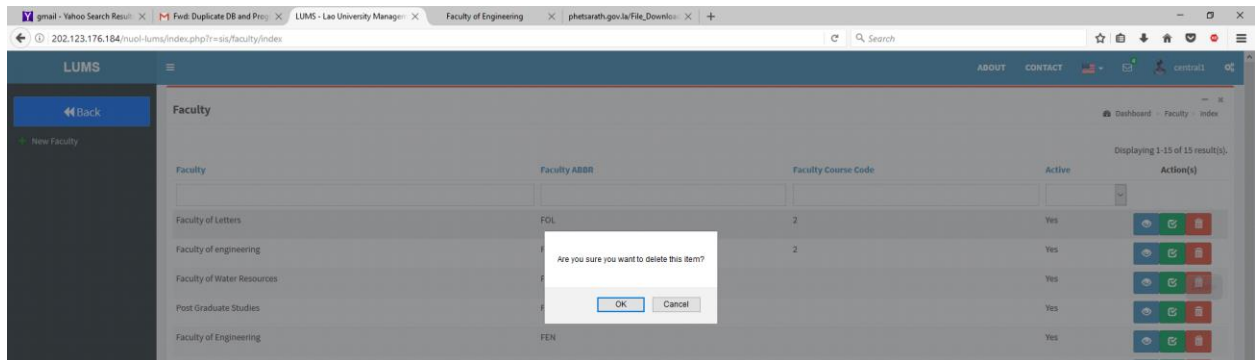 gmail - Yahoo Search Result Fwd: Duplicate DB and Prog LUMS - Lao University Managem Faculty of Engineering phetsarath.gov.la/File_Downloa
202.123.176.184/nuol-lums/index.php?r=sis/faculty/index Search
LUMS ABOUT CONTACT central1
Back Faculty Dashboard Faculty Index
New Faculty
Displaying 1-15 of 15 result(s).
Faculty Faculty ABBR Faculty Course Code Active Action(s)
Faculty of Letters FOL 2 Yes
Faculty of engineering F 2 Yes
Are you sure you want to delete this item?
Faculty of Water Resources F Yes
OK Cancel
Post Graduate Studies F Yes
Faculty of Engineering FEN Yes